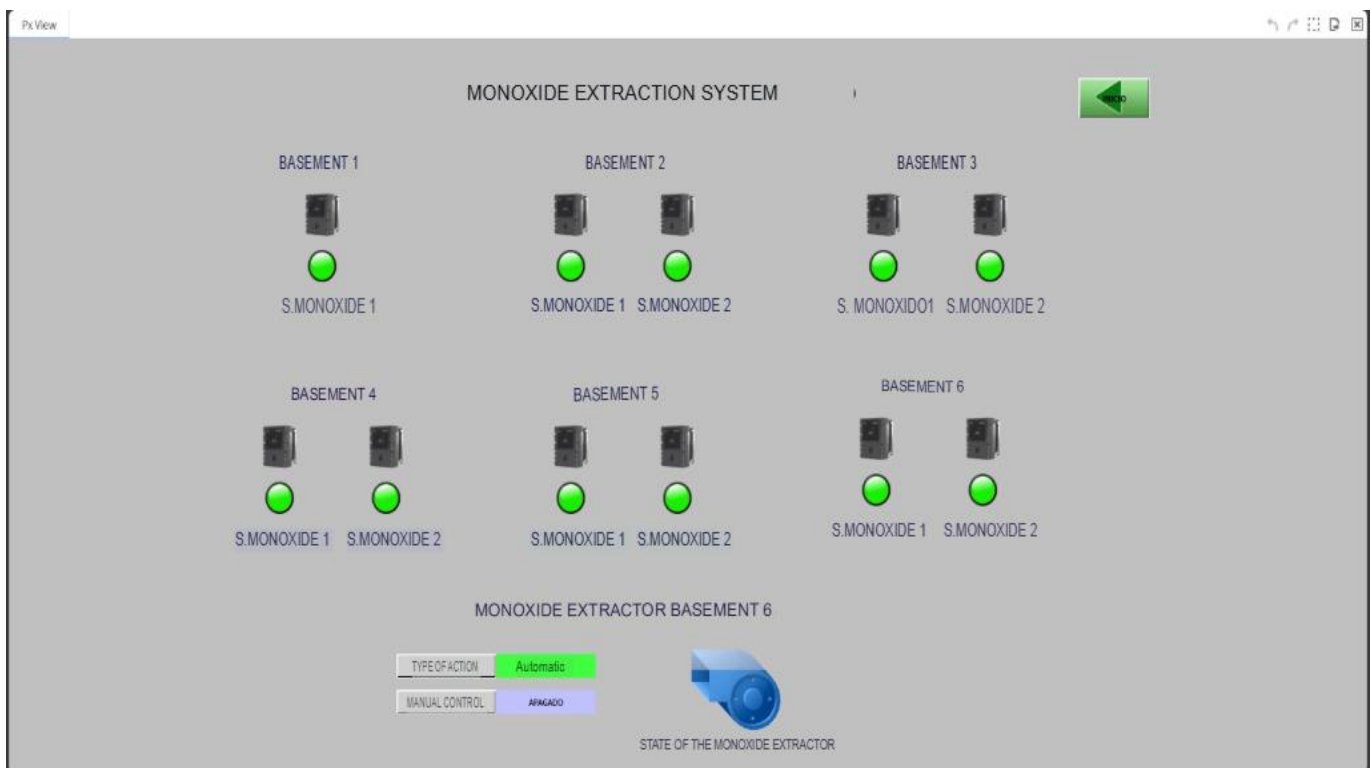 Px View
MONOXIDE EXTRACTION SYSTEM
BASEMENT 1
BASEMENT 2
BASEMENT 3
S.MONOXIDE 1
S.MONOXIDE 1 S.MONOXIDE 2
S. MONOXIDO1 S.MONOXIDE 2
BASEMENT 4
BASEMENT 5
BASEMENT 6
S.MONOXIDE 1 S.MONOXIDE 2
S.MONOXIDE 1 S.MONOXIDE 2
S.MONOXIDE 1 S.MONOXIDE 2
MONOXIDE EXTRACTOR BASEMENT 6
TYPE OF ACTION Automatic
MANUAL CONTROL APAGADO
STATE OF THE MONOXIDE EXTRACTOR